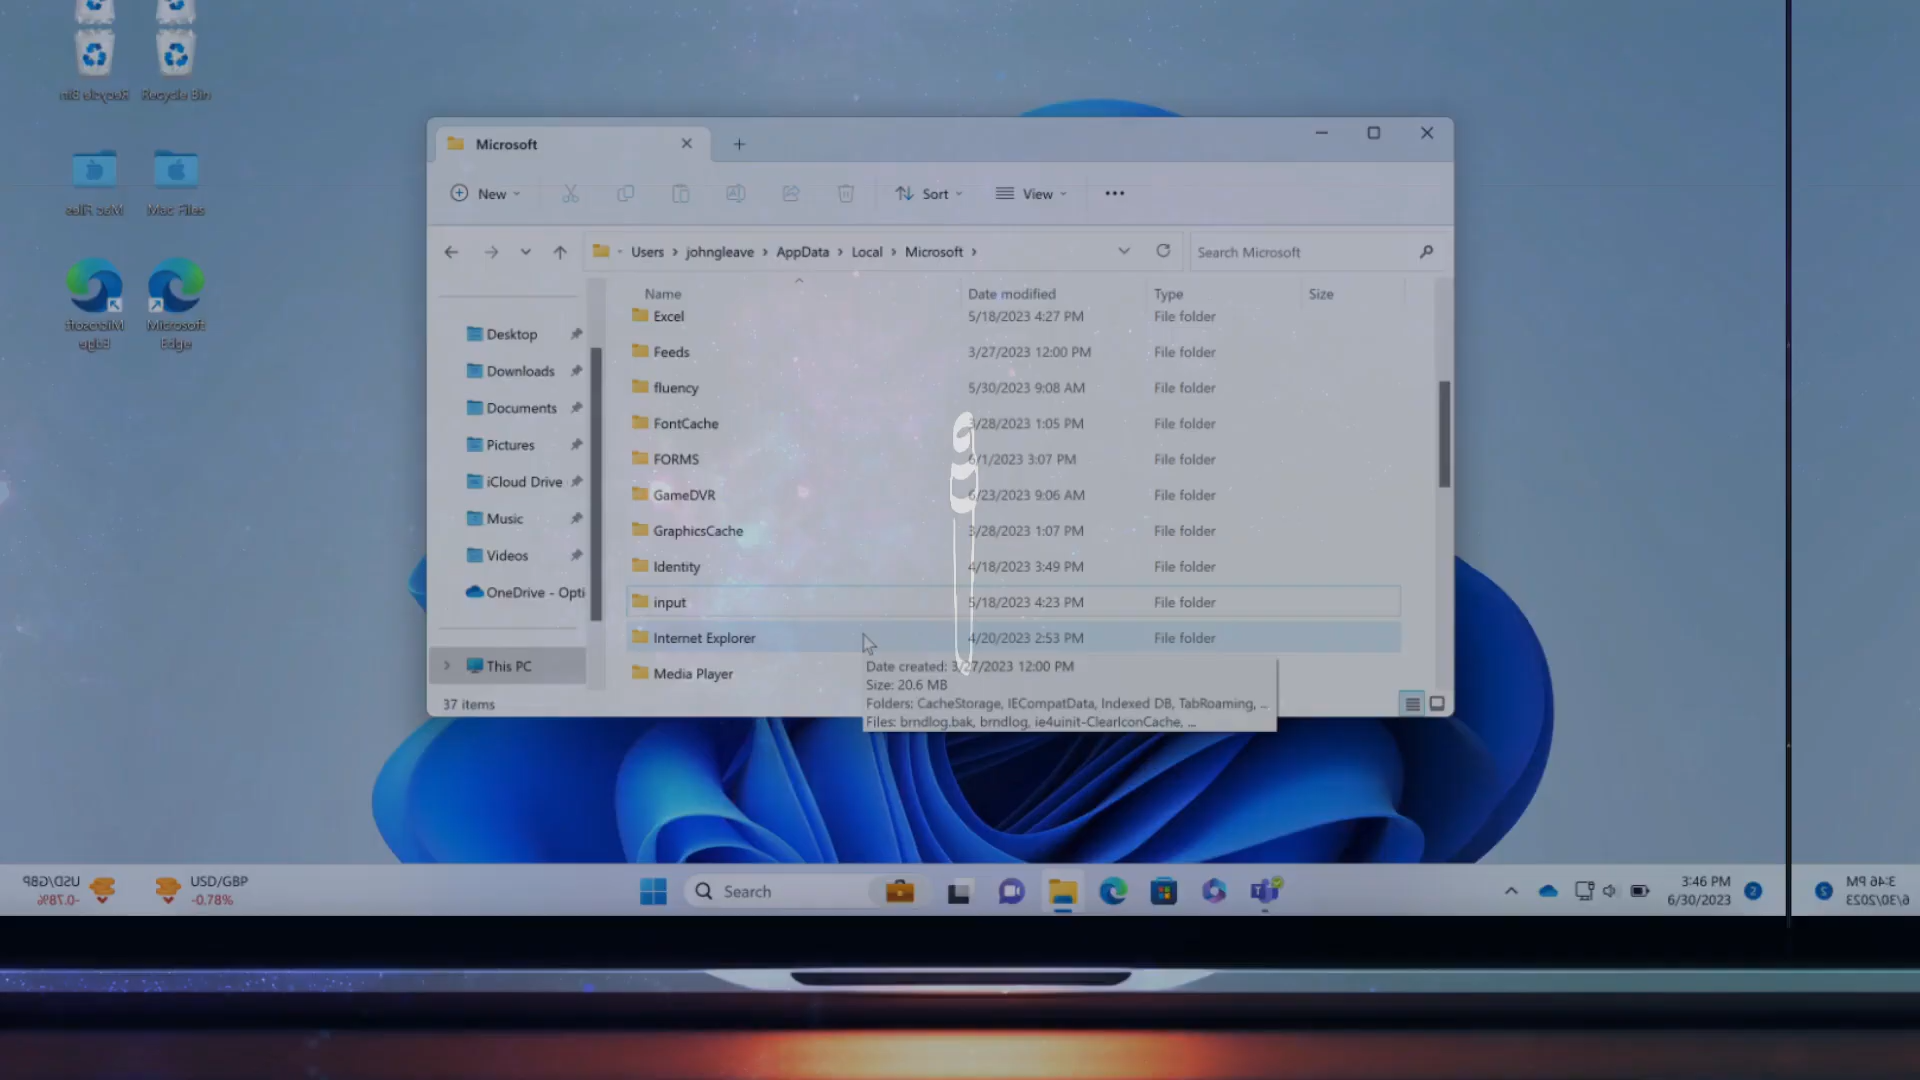 Recycle Bin
Mac Files
Microsoft
Edge
Microsoft
New
Sort
View
Users > johngleave > AppData > Local > Microsoft >
Search Microsoft
Name Date modified Type Size
Excel 5/18/2023 4:27 PM File folder
Feeds 3/27/2023 12:00 PM File folder
fluency 5/30/2023 9:08 AM File folder
FontCache 3/28/2023 1:05 PM File folder
FORMS 6/1/2023 3:07 PM File folder
GameDVR 6/23/2023 9:06 AM File folder
GraphicsCache 3/28/2023 1:07 PM File folder
Identity 4/18/2023 3:49 PM File folder
input 5/18/2023 4:23 PM File folder
Internet Explorer 4/20/2023 2:53 PM File folder
Media Player
Desktop
Downloads
Documents
Pictures
iCloud Drive
Music
Videos
OneDrive - Opti
This PC
37 items
Date created: 3/27/2023 12:00 PM
Size: 20.6 MB
Folders: CacheStorage, IECompatData, Indexed DB, TabRoaming, ...
Files: brndlog.bak, brndlog, ie4uinit-ClearIconCache, ...
USD/GBP
-0.78%
Search
3:46 PM
6/30/2023
2